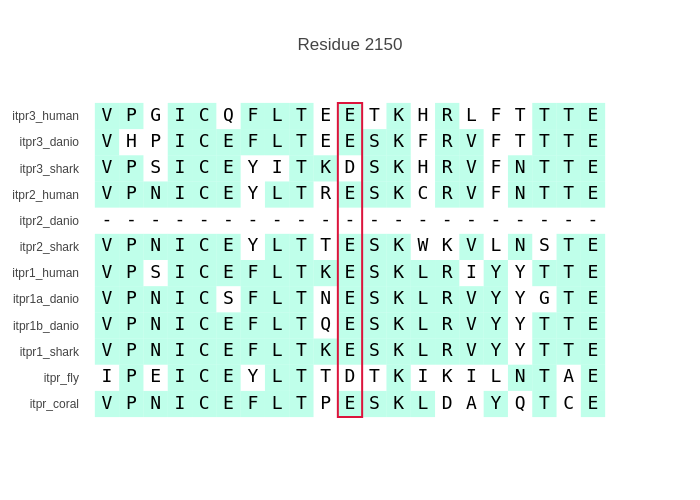 Residue 2150
itpr3_human V P G I C Q F L T E E T K H R L F T T T E
itpr3_danio V H P I C E F L T E E S K F R V F T T T E
itpr3_shark V P S I C E Y I T K D S K H R V F N T T E
itpr2_human V P N I C E Y L T R E S K C R V F N T T E
itpr2_danio - - - - - - - - - - - - - - - - - - - - -
itpr2_shark V P N I C E Y L T T E S K W K V L N S T E
itpr1_human V P S I C E F L T K E S K L R I Y Y T T E
itpr1a_danio V P N I C S F L T N E S K L R V Y Y G T E
itpr1b_danio V P N I C E F L T Q E S K L R V Y Y T T E
itpr1_shark V P N I C E F L T K E S K L R V Y Y T T E
itpr_fly I P E I C E Y L T T D T K I K I L N T A E
itpr_coral V P N I C E F L T P E S K L D A Y Q T C E